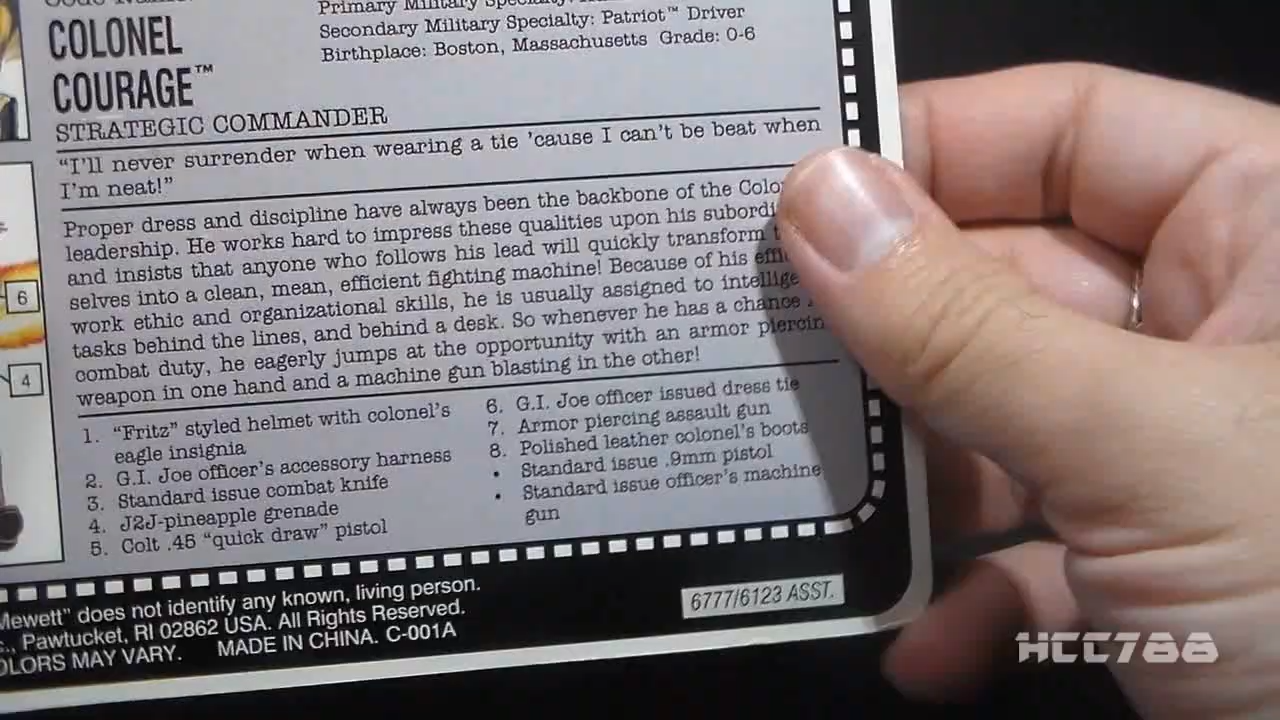 Code Name:
COLONEL
COURAGE™
STRATEGIC COMMANDER
Primary Military Specialty:
Secondary Military Specialty: Patriot™ Driver
Birthplace: Boston, Massachusetts Grade: 0-6
"I'll never surrender when wearing a tie 'cause I can't be beat when
I'm neat!"
Proper dress and discipline have always been the backbone of the
leadership. He works hard to impress these qualities upon his
and insists that anyone who follows his lead will quickly transform
selves into a clean, mean, efficient fighting machine! Because of his
work ethic and organizational skills, he is usually assigned to
tasks behind the lines, and behind a desk. So whenever he has a chance
combat duty, he eagerly jumps at the opportunity with an armor piercing
weapon in one hand and a machine gun blasting in the other!
1. "Fritz" styled helmet with colonel's
eagle insignia
2. G.I. Joe officer's accessory harness
3. Standard issue combat knife
4. J2J-pineapple grenade
5. Colt .45 "quick draw" pistol
6. G.I. Joe officer issued dress tie
7. Armor piercing assault gun
8. Polished leather colonel's boots
• Standard issue .9mm pistol
• Standard issue officer's machine
gun
6
4
Mewett" does not identify any known, living person.
Pawtucket, RI 02862 USA. All Rights Reserved.
COLORS MAY VARY. MADE IN CHINA. C-001A
6777/6123 ASST.
HCC788